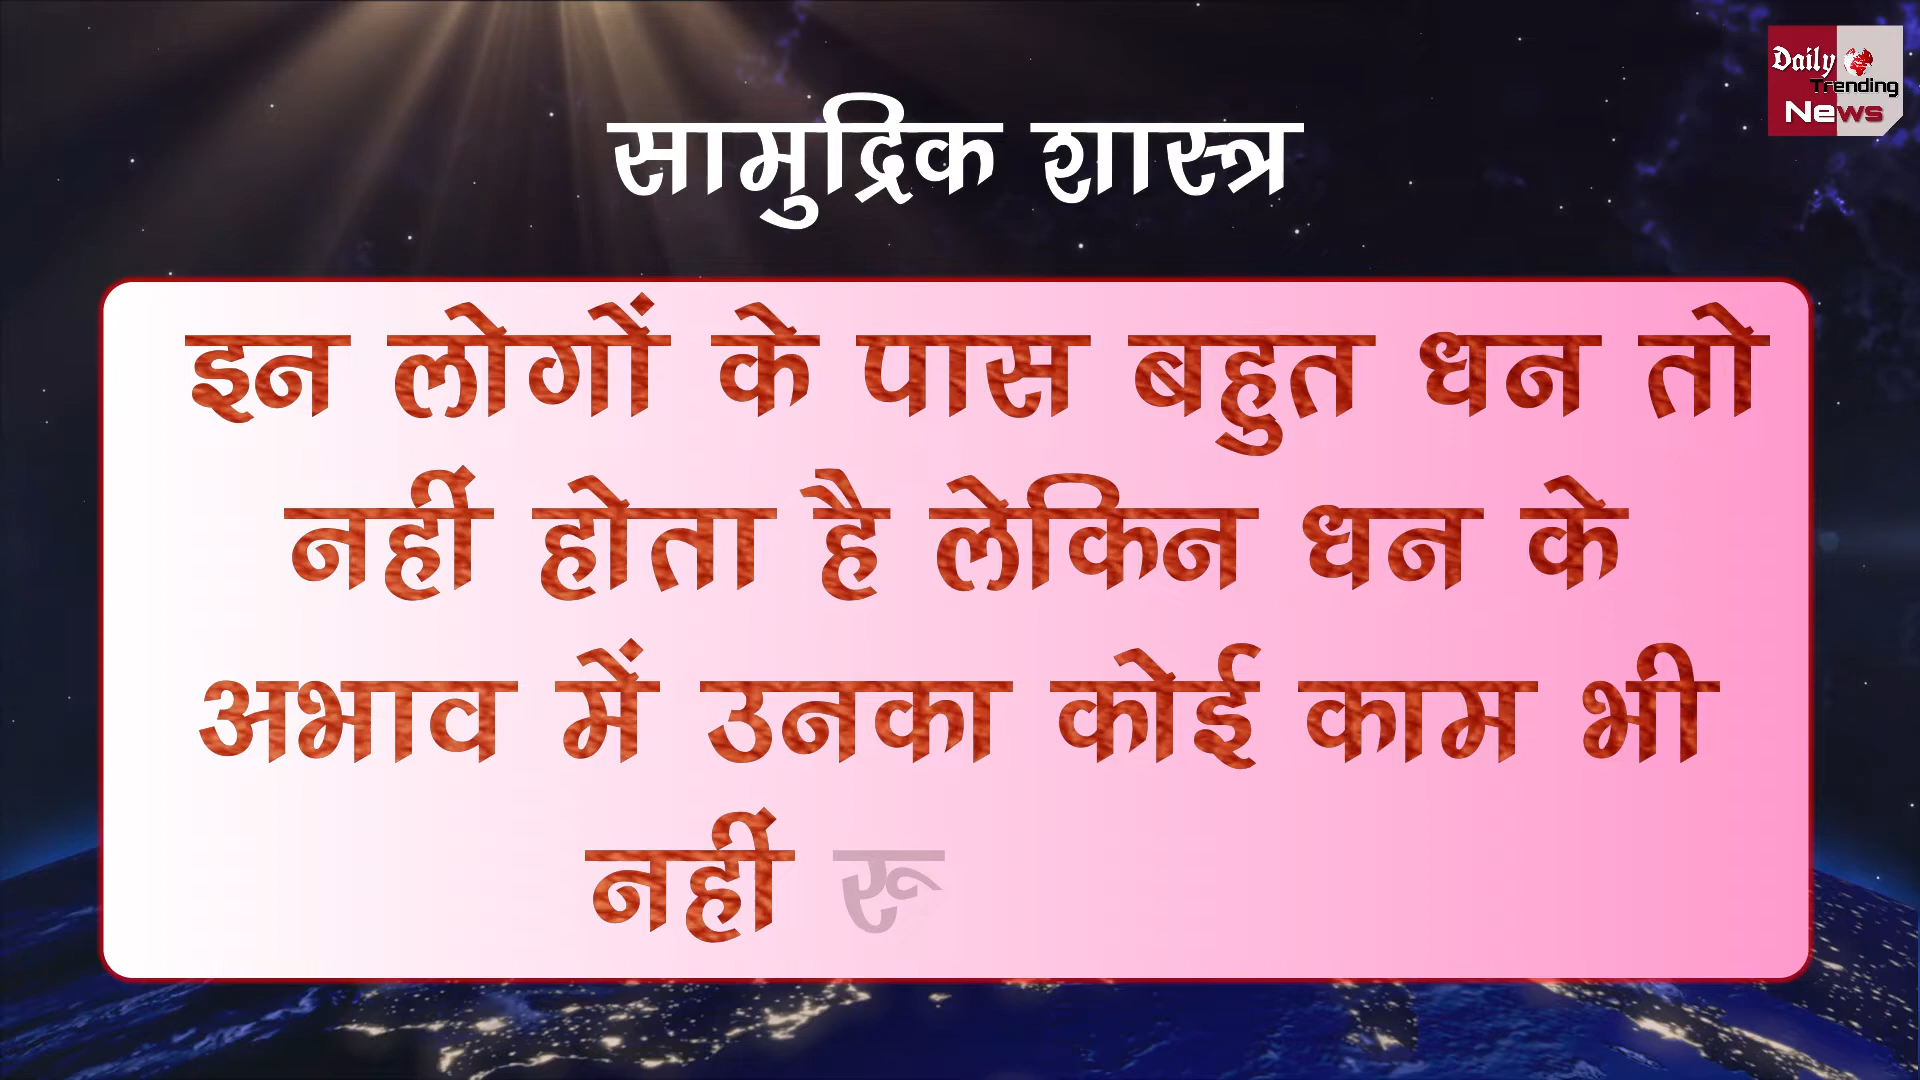 Daily
Trending
News
सामुद्रिक शास्त्र
इन लोगों के पास बहुत धन तो
नहीं होता है लेकिन धन के
अभाव में उनका कोई काम भी
नहीं रू